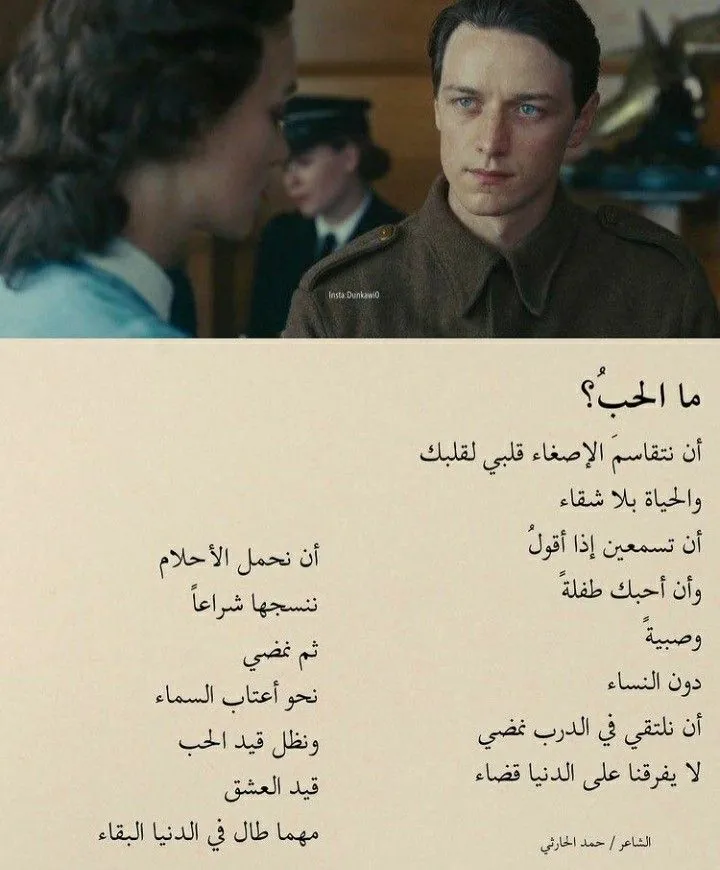 Insta:Dunkawi0
ما الحبُ؟
أن نتقاسمَ الإصغاء قلبي لقلبك
والحياة بلا شقاء
أن تسمعين إذا أقولُ
وأن أحبك طفلةً
وصبيةً
دون النساء
أن نلتقي في الدرب نمضي
لا يفرقنا على الدنيا قضاء
أن نحمل الأحلام
ننسجها شراعاً
ثم نمضي
نحو أعتاب السماء
ونظل قيد الحب
قيد العشق
مهما طال في الدنيا البقاء
الشاعر / حمد الحارثي